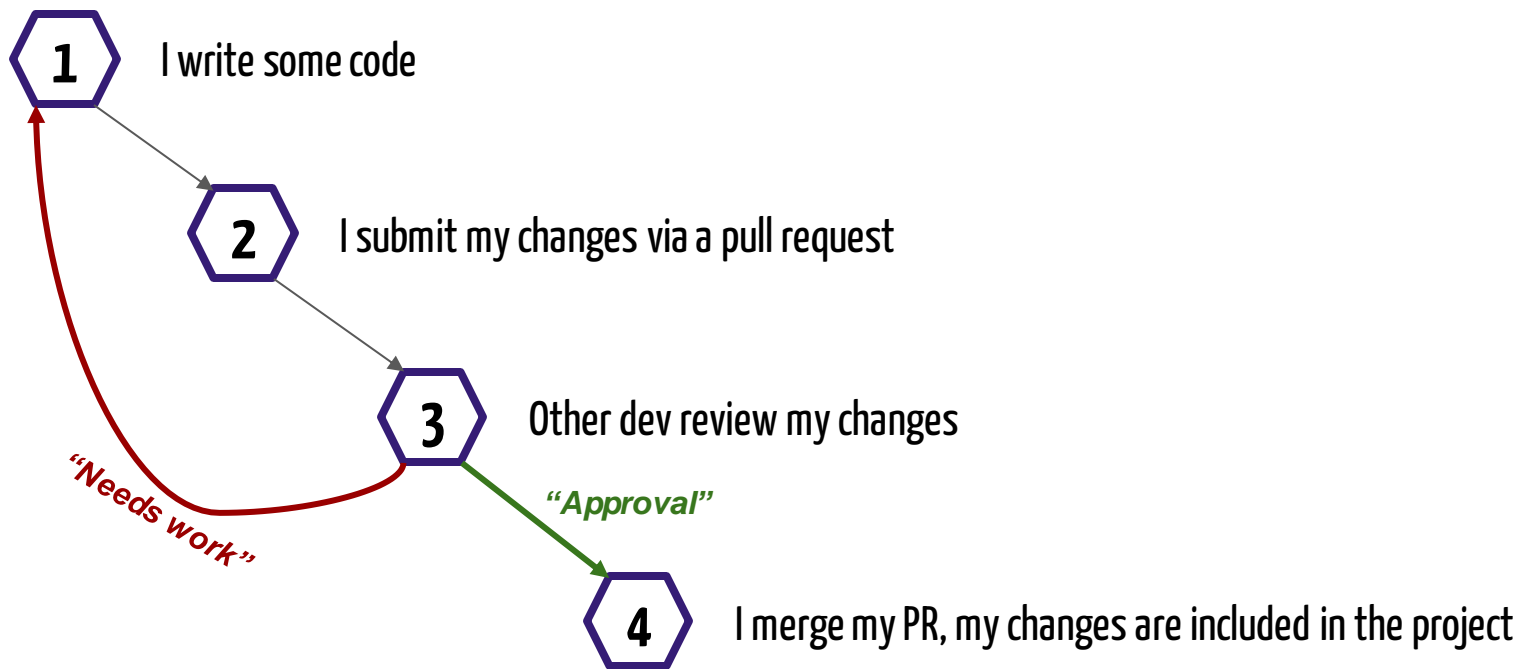 1 I write some code
2 I submit my changes via a pull request
3 Other dev review my changes
“Needs work”
“Approval”
4 I merge my PR, my changes are included in the project